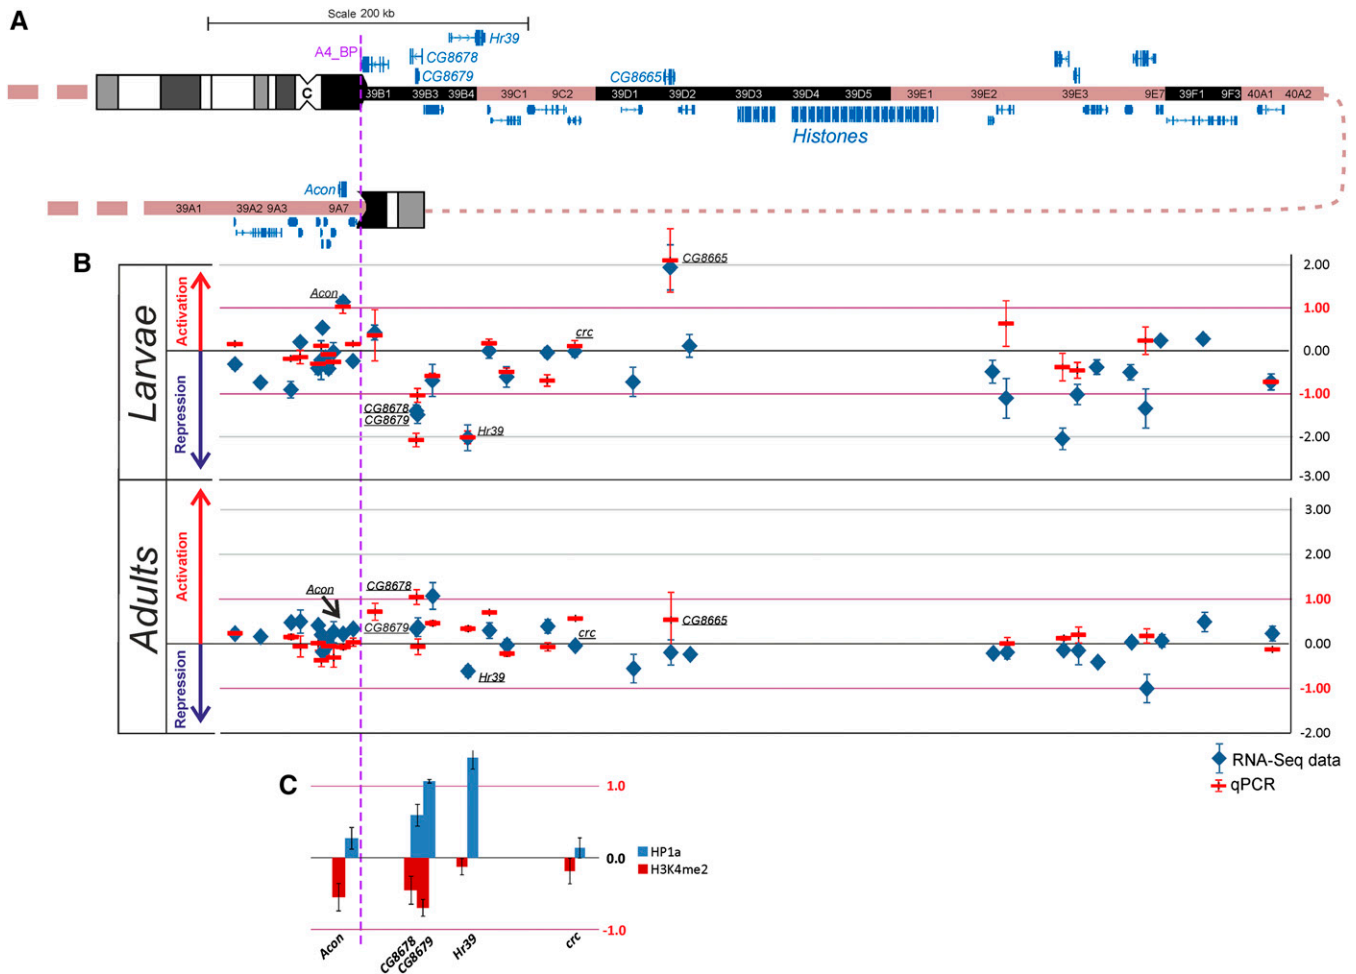 A
Scale 200 kb
A4_BP
Hr39
CG8678
CG8679
CG8665
C
39B1 39B3 39B4 39C1 9C2 39D1 39D2 39D3 39D4 39D5 39E1 39E2 39E3 9E7 39F1 9F3 40A1 40A2
Histones
Acon
39A1 39A2 9A3 9A7
B
Larvae
Activation
Repression
Acon
CG8665
crc
CG8678
CG8679
Hr39
2.00
1.00
0.00
-1.00
-2.00
-3.00
Adults
Activation
Repression
Acon
CG8678
CG8679
Hr39
crc
CG8665
3.00
2.00
1.00
0.00
-1.00
-2.00
RNA-Seq data
qPCR
C
1.0
0.0
-1.0
HP1a
H3K4me2
Acon
CG8678
CG8679
Hr39
crc